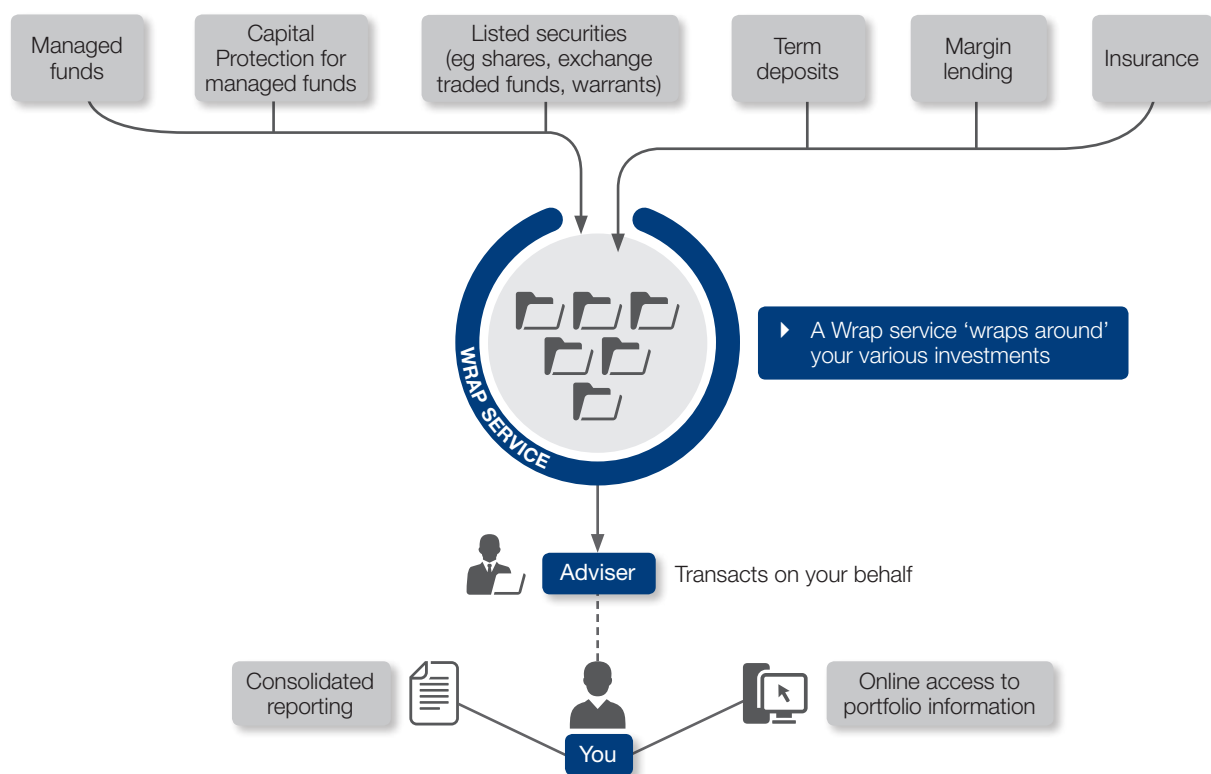 Managed
funds
Capital
Protection for
managed funds
Listed securities
(eg shares, exchange
traded funds, warrants)
Term
deposits
Margin
lending
Insurance
WRAP SERVICE
A Wrap service ‘wraps around’
your various investments
Adviser
Transacts on your behalf
Consolidated
reporting
Online access to
portfolio information
You